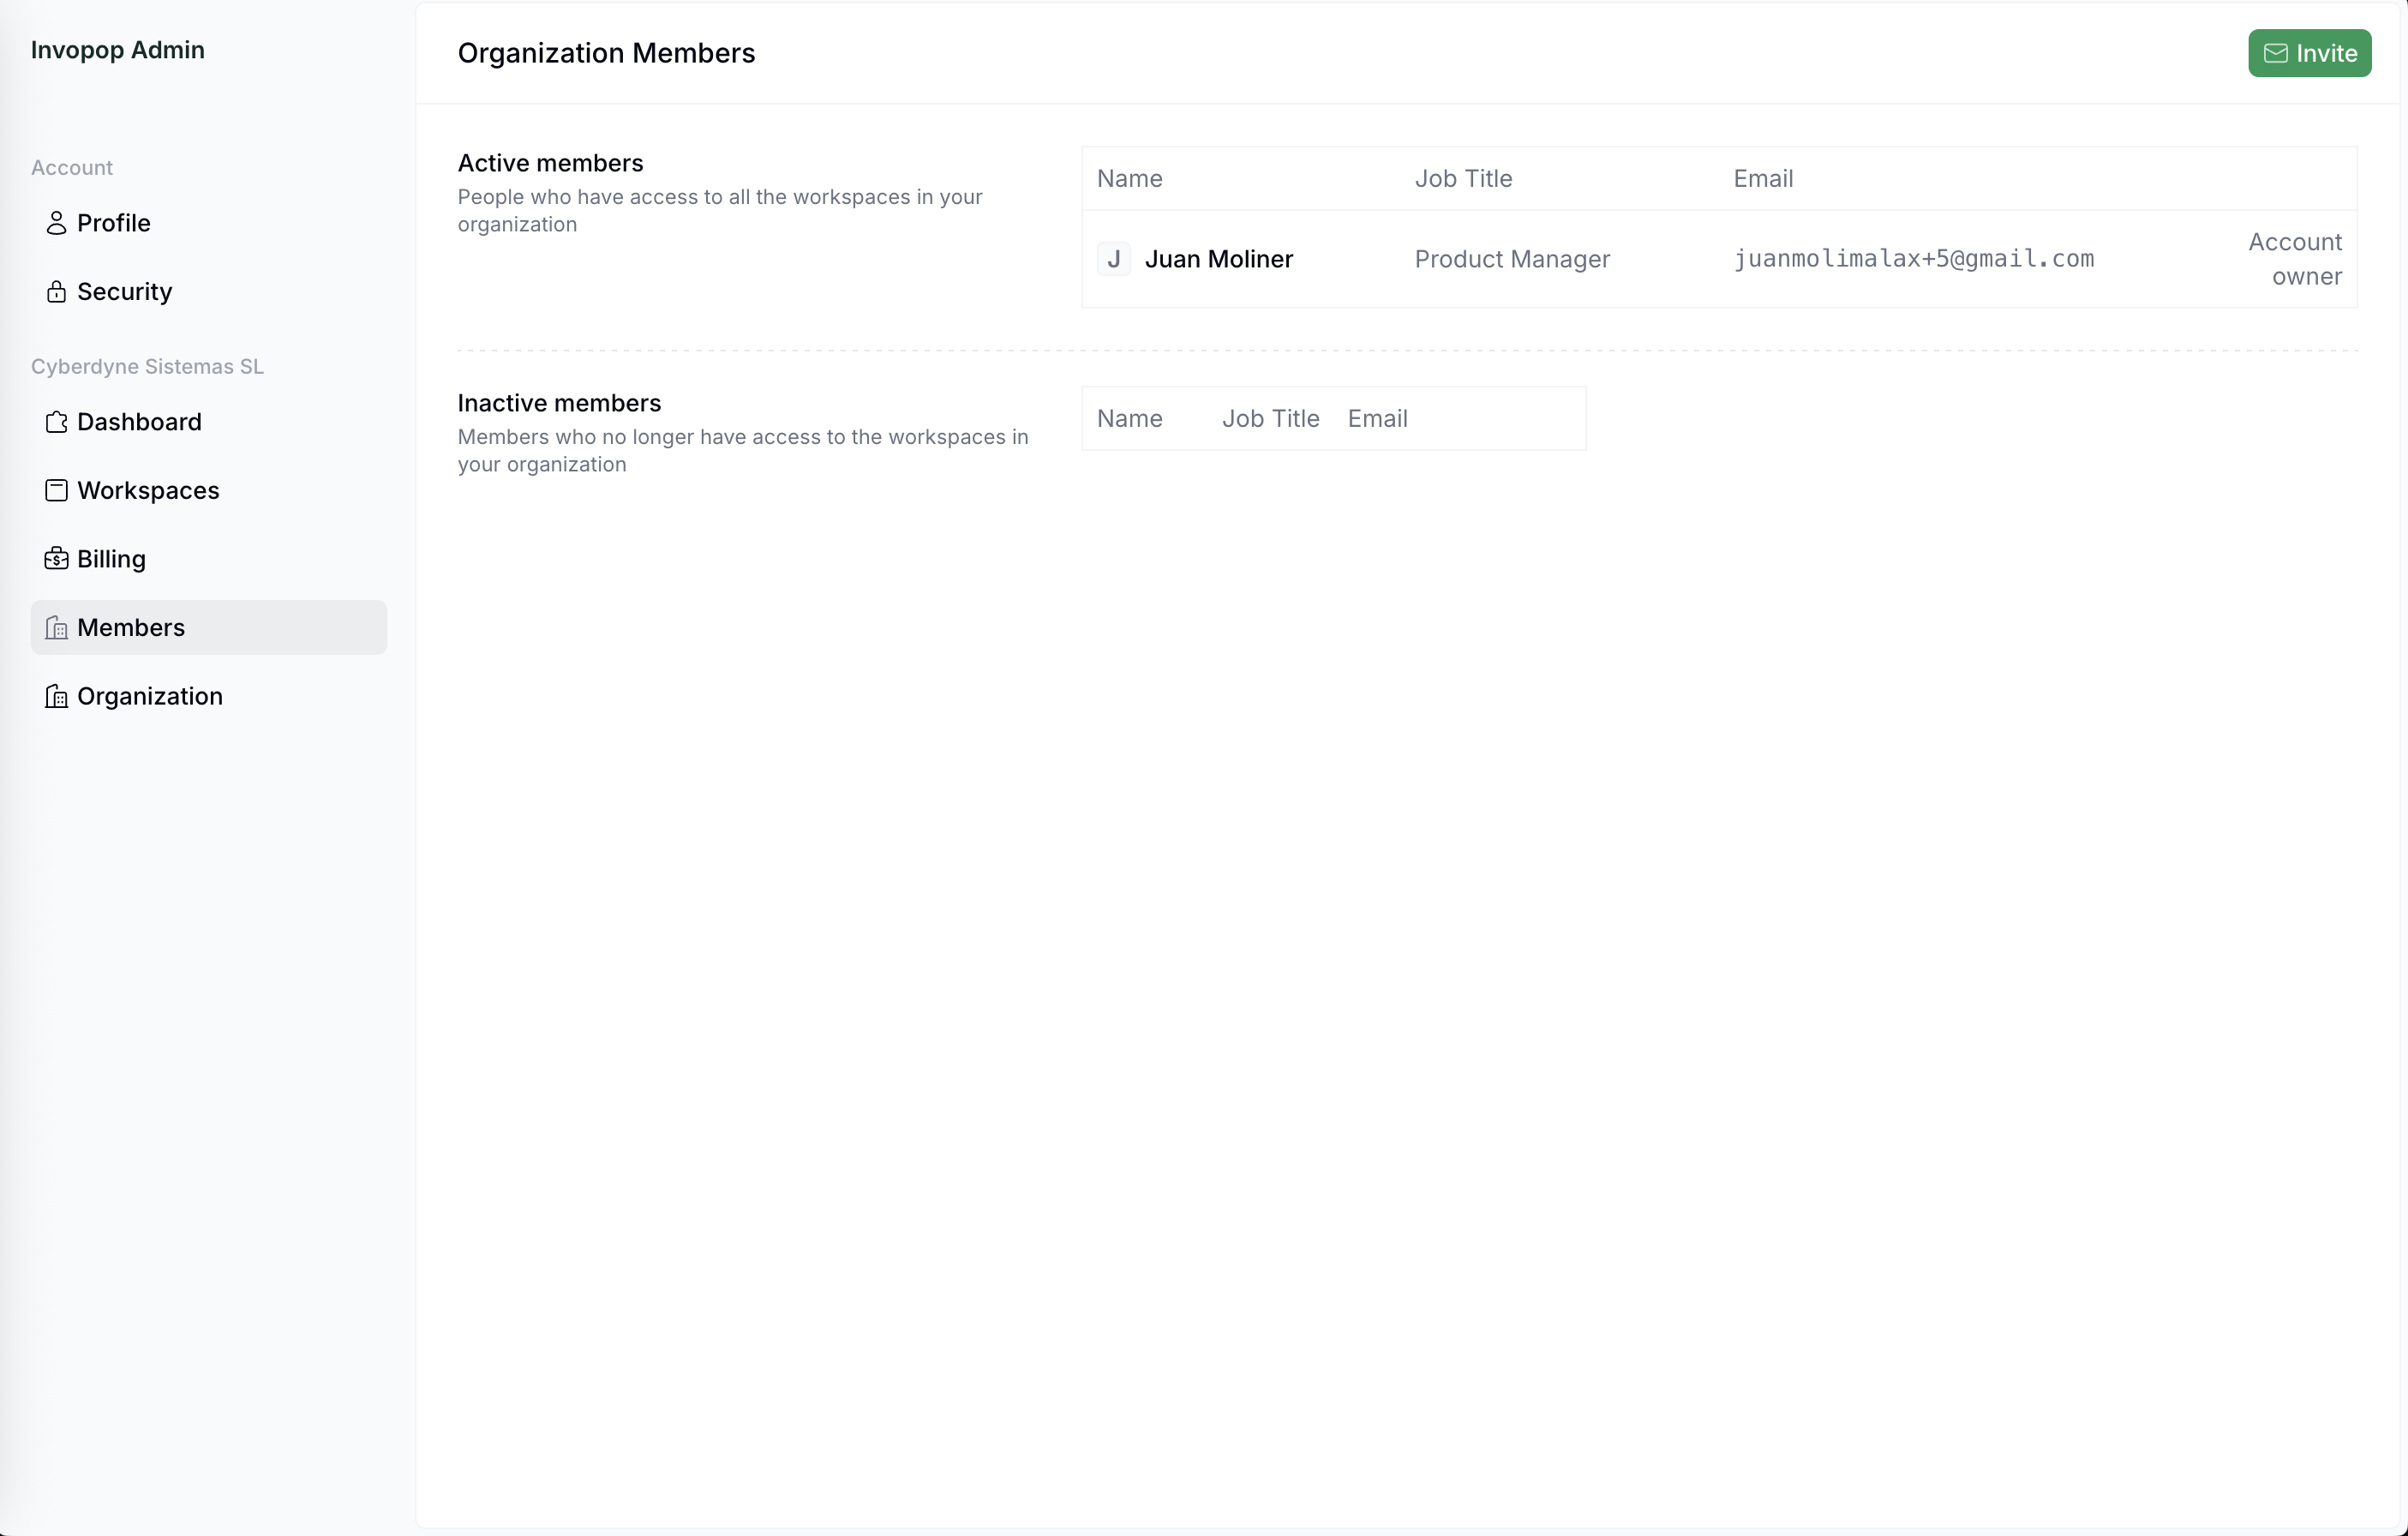 Invopop Admin
Account
Profile
Security
Cyberdyne Sistemas SL
Dashboard
Workspaces
Billing
Members
Organization
Organization Members
Invite
Active members
People who have access to all the workspaces in your
organization
Name Job Title Email
J Juan Moliner Product Manager juanmolimalax+5@gmail.com Account
owner
Inactive members
Members who no longer have access to the workspaces in
your organization
Name Job Title Email